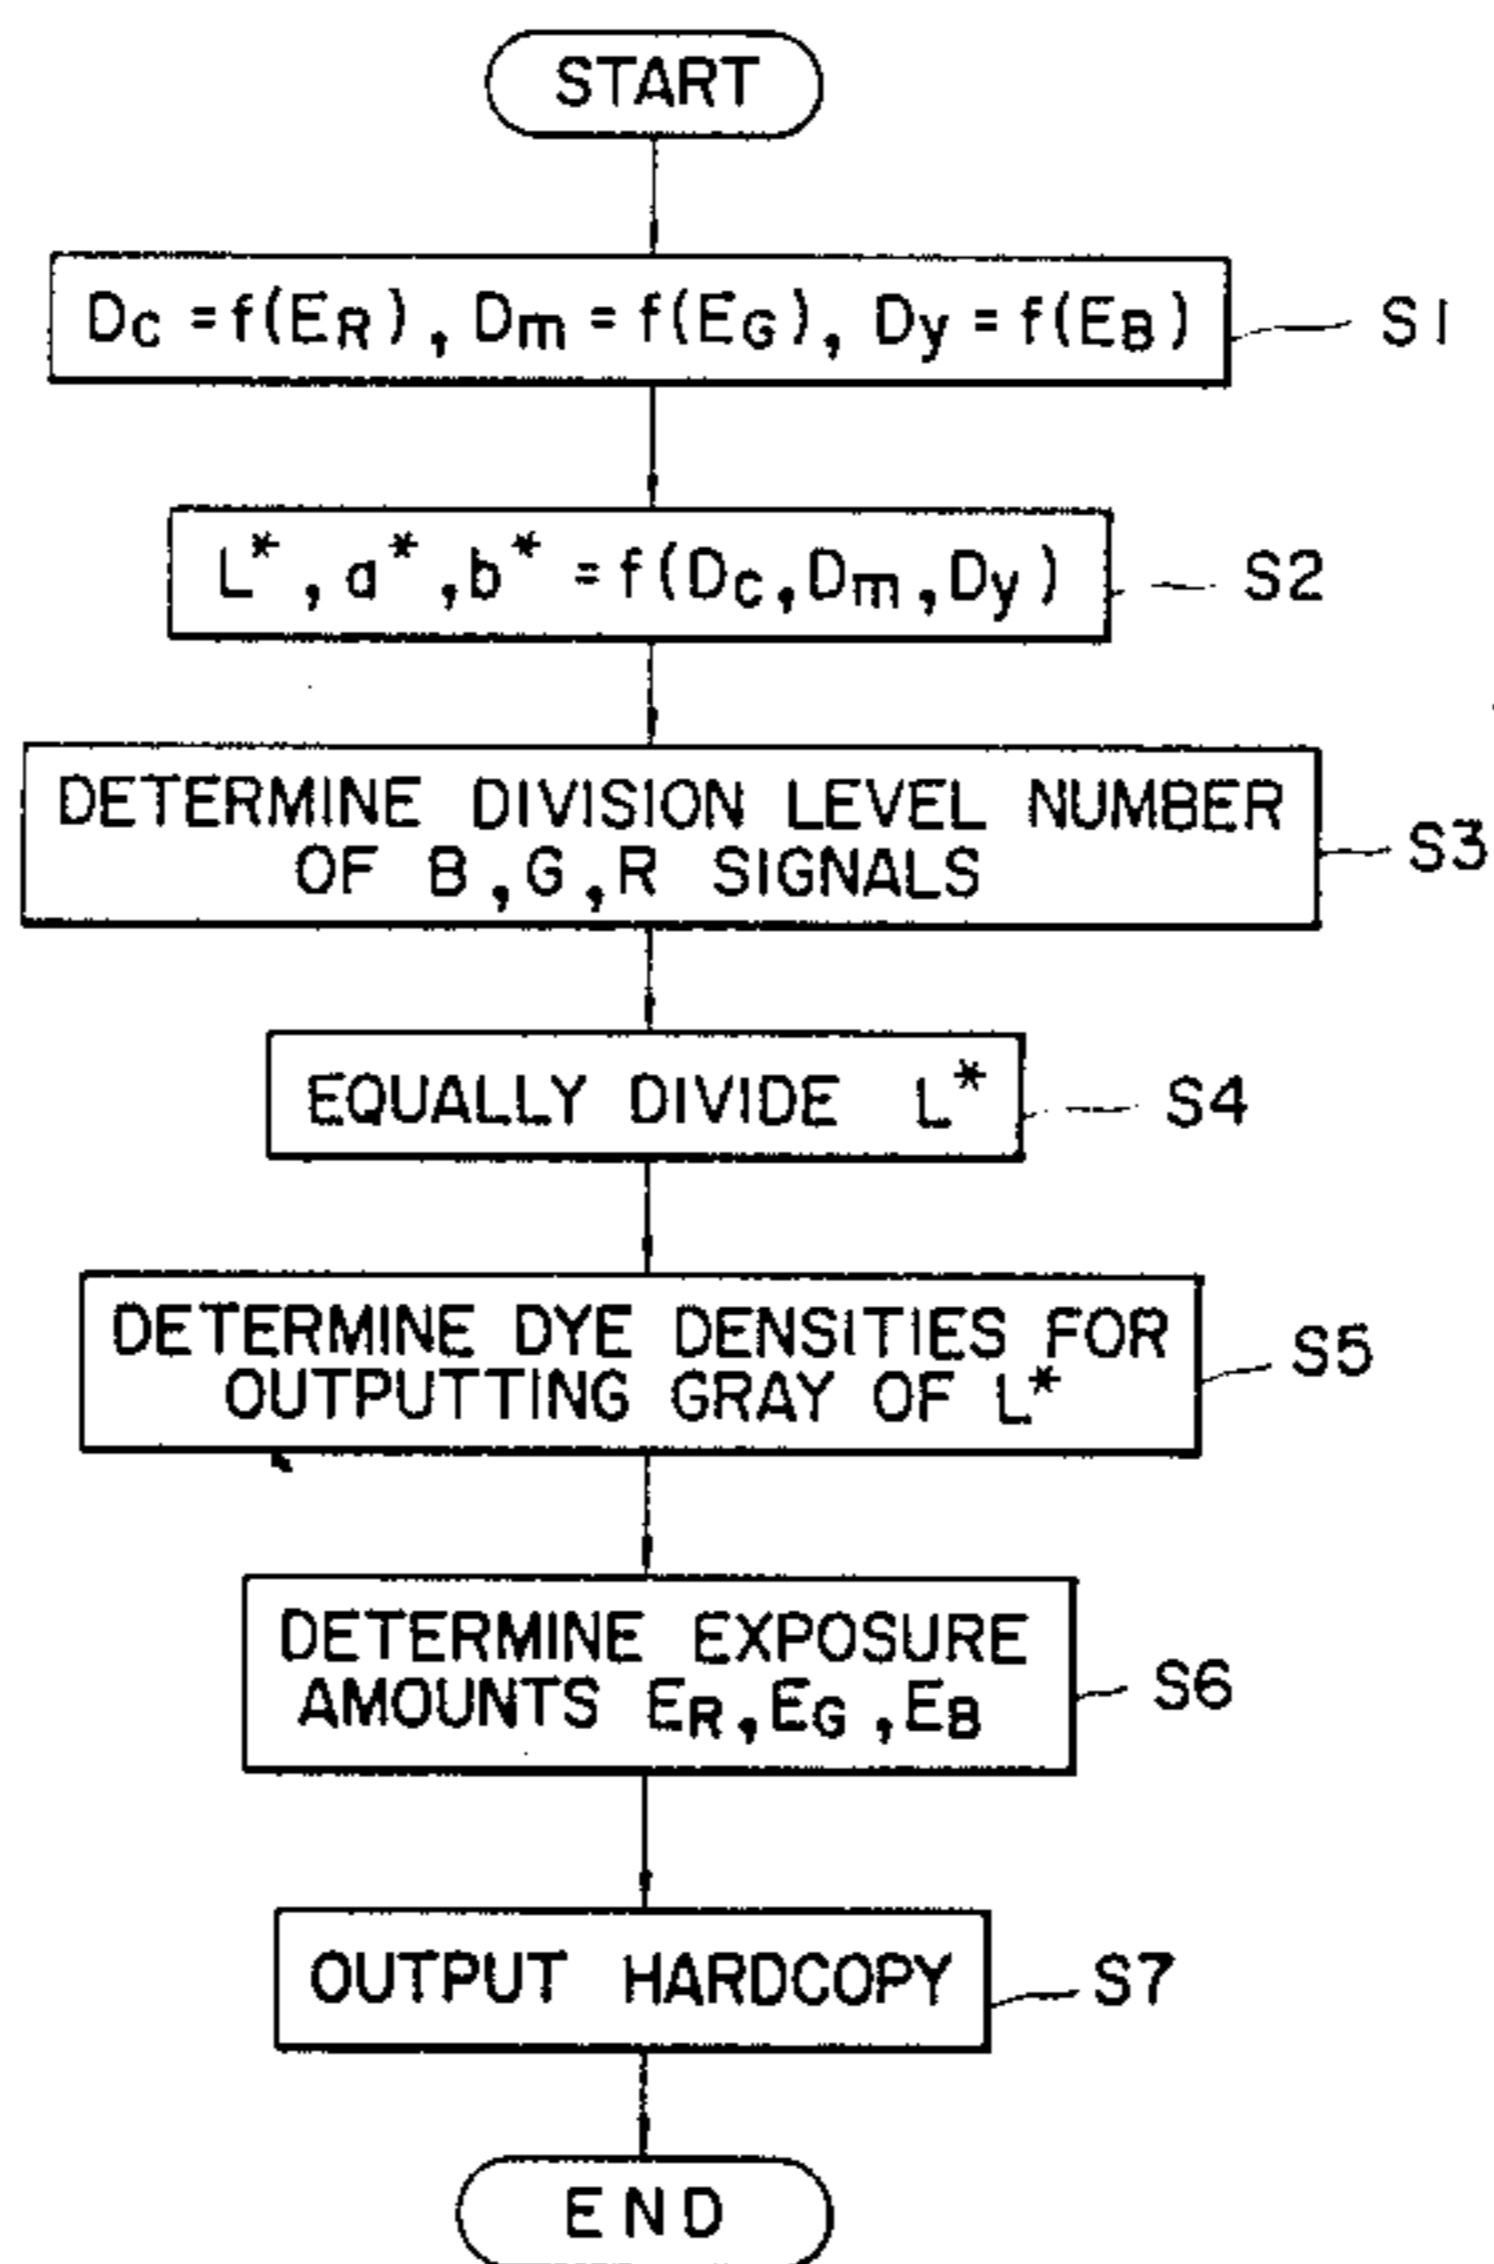 START
Dc = f(ER), Dm = f(EG), Dy = f(EB)
S1
L*, a*, b* = f(Dc, Dm, Dy)
S2
DETERMINE DIVISION LEVEL NUMBER
OF B, G, R SIGNALS
S3
EQUALLY DIVIDE L*
S4
DETERMINE DYE DENSITIES FOR
OUTPUTTING GRAY OF L*
S5
DETERMINE EXPOSURE
AMOUNTS ER, EG, EB
S6
OUTPUT HARDCOPY
S7
END